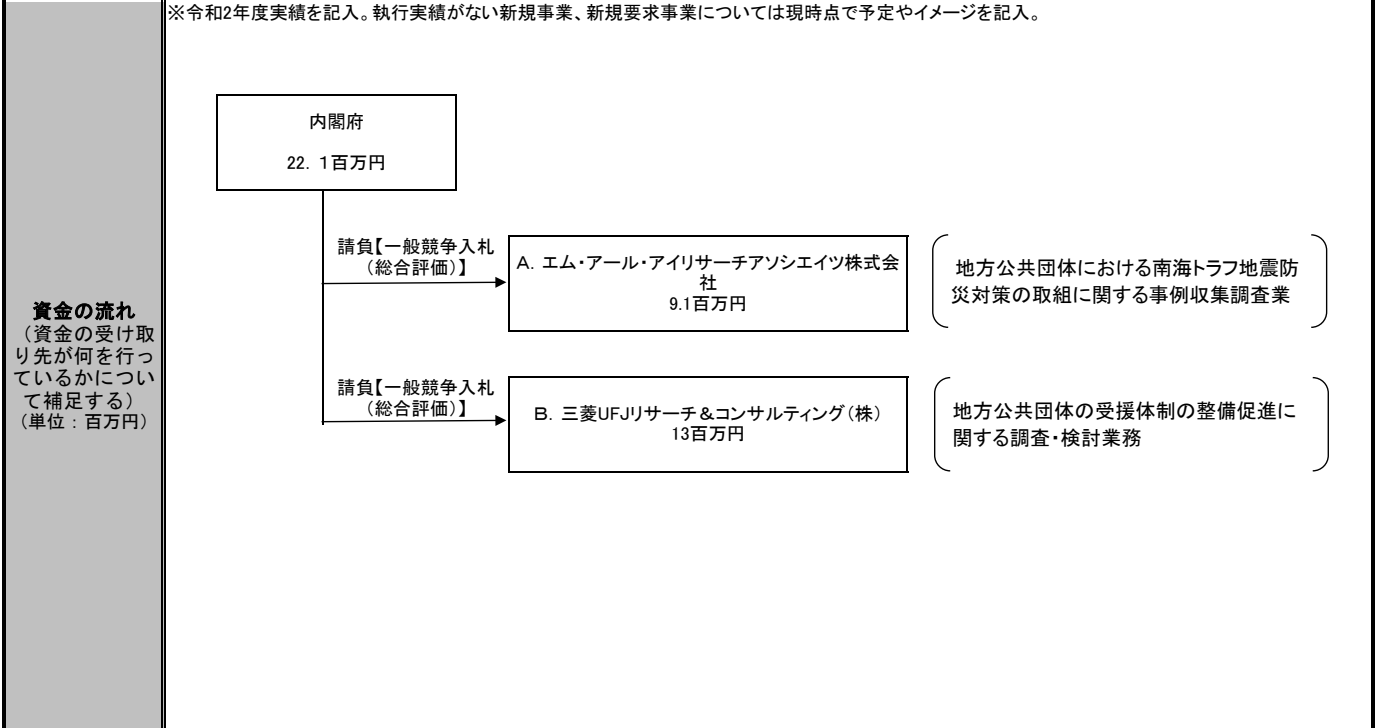 ※令和2年度実績を記入。執行実績がない新規事業、新規要求事業については現時点で予定やイメージを記入。
資金の流れ
(資金の受け取
り先が何を行っ
ているかについ
て補足する)
(単位:百万円)
内閣府
22.1百万円
請負【一般競争入札
(総合評価)】
A.エム・アール・アイリサーチアソシエイツ株式会
社
9.1百万円
地方公共団体における南海トラフ地震防
災対策の取組に関する事例収集調査業
請負【一般競争入札
(総合評価)】
B.三菱UFJリサーチ&コンサルティング(株)
13百万円
地方公共団体の受援体制の整備促進に
関する調査・検討業務